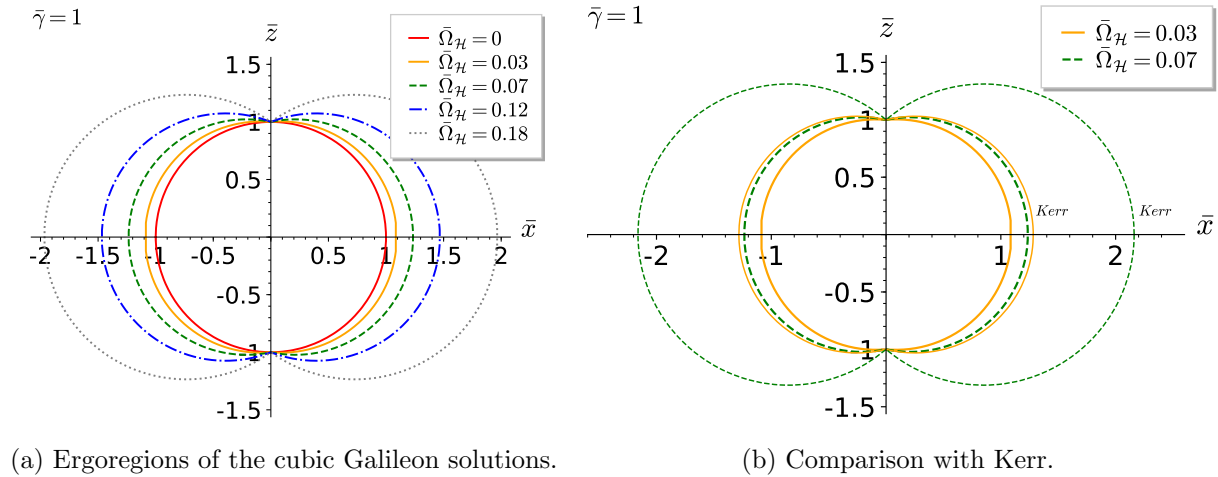 γ̄ = 1
z̄
Ω̄_ℋ = 0
Ω̄_ℋ = 0.03
Ω̄_ℋ = 0.07
Ω̄_ℋ = 0.12
Ω̄_ℋ = 0.18
1.5
1
0.5
-2 -1.5 -1 -0.5 0.5 1 1.5 2 x̄
-0.5
-1
-1.5
(a) Ergoregions of the cubic Galileon solutions.
γ̄ = 1
z̄
Ω̄_ℋ = 0.03
Ω̄_ℋ = 0.07
1.5
1
0.5
Kerr Kerr
-2 -1 1 2 x̄
-0.5
1
-1.5
(b) Comparison with Kerr.